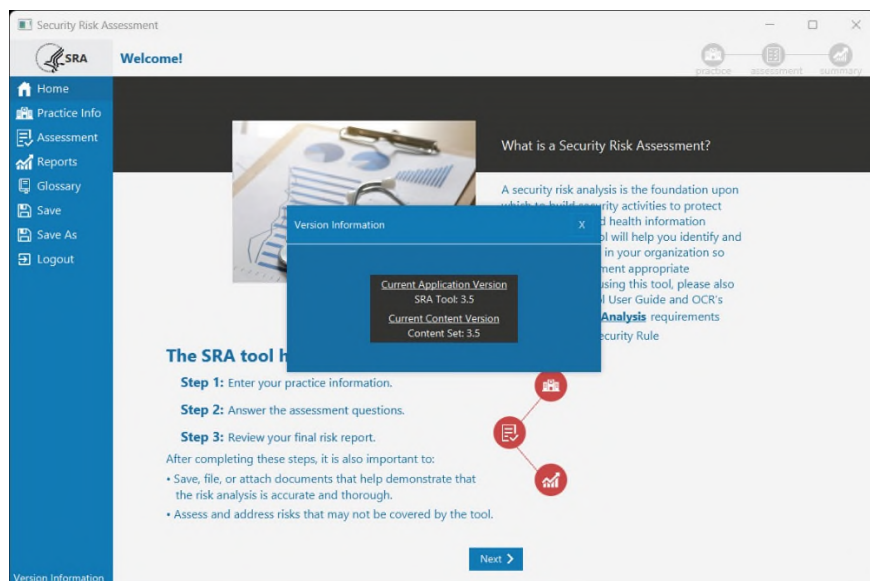 Security Risk Assessment
SRA
Welcome!
practice
assessment
summary
Home
Practice Info
Assessment
Reports
Glossary
Save
Save As
Logout
Version Information
What is a Security Risk Assessment?
A security risk analysis is the foundation upon
which to build security activities to protect
d health information
ol will help you identify and
in your organization so
ment appropriate
using this tool, please also
l User Guide and OCR's
Analysis requirements
ecurity Rule
Version Information
X
Current Application Version
SRA Tool: 3.5
Current Content Version
Content Set: 3.5
The SRA tool h
Step 1: Enter your practice information.
Step 2: Answer the assessment questions.
Step 3: Review your final risk report.
After completing these steps, it is also important to:
• Save, file, or attach documents that help demonstrate that
the risk analysis is accurate and thorough.
• Assess and address risks that may not be covered by the tool.
Next